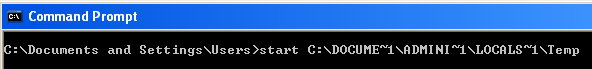 C:\
Command Prompt
C:\Documents and Settings\Users>start C:\DOCUME~1\ADMINI~1\LOCALS~1\Temp